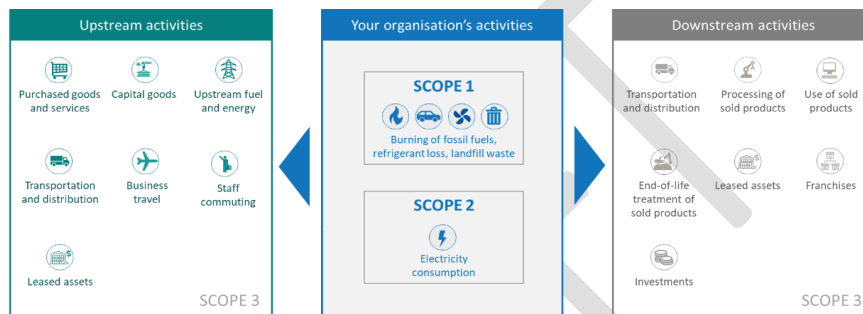 Upstream activities
Purchased goods
and services
Capital goods
Upstream fuel
and energy
Transportation
and distribution
Business
travel
Staff
commuting
Leased assets
SCOPE 3
Your organisation's activities
SCOPE 1
Burning of fossil fuels,
refrigerant loss, landfill waste
SCOPE 2
Electricity
consumption
Downstream activities
Transportation
and distribution
Processing of
sold products
Use of sold
products
End-of-life
treatment of
sold products
Leased assets
Franchises
Investments
SCOPE 3